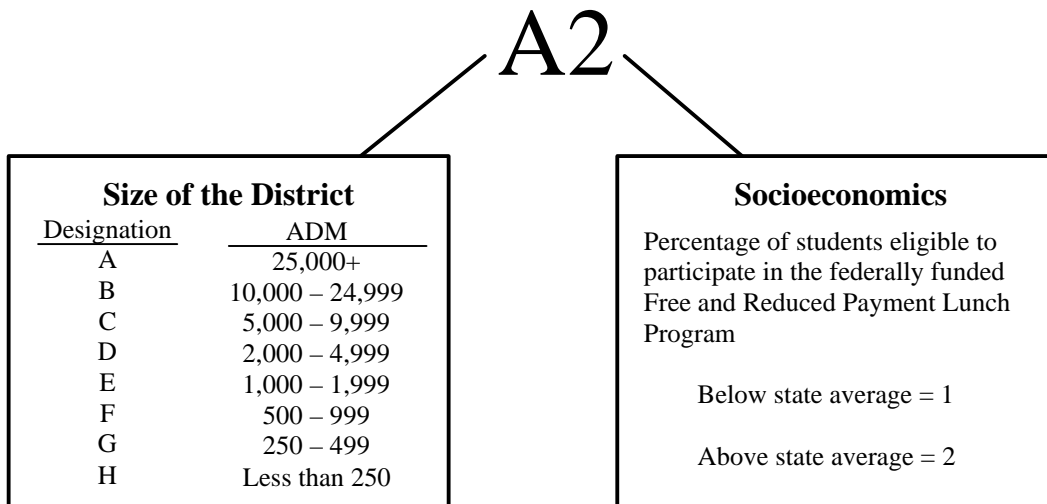 A2
Size of the District
Designation ADM
A 25,000+
B 10,000 – 24,999
C 5,000 – 9,999
D 2,000 – 4,999
E 1,000 – 1,999
F 500 – 999
G 250 – 499
H Less than 250
Socioeconomics
Percentage of students eligible to
participate in the federally funded
Free and Reduced Payment Lunch
Program
Below state average = 1
Above state average = 2